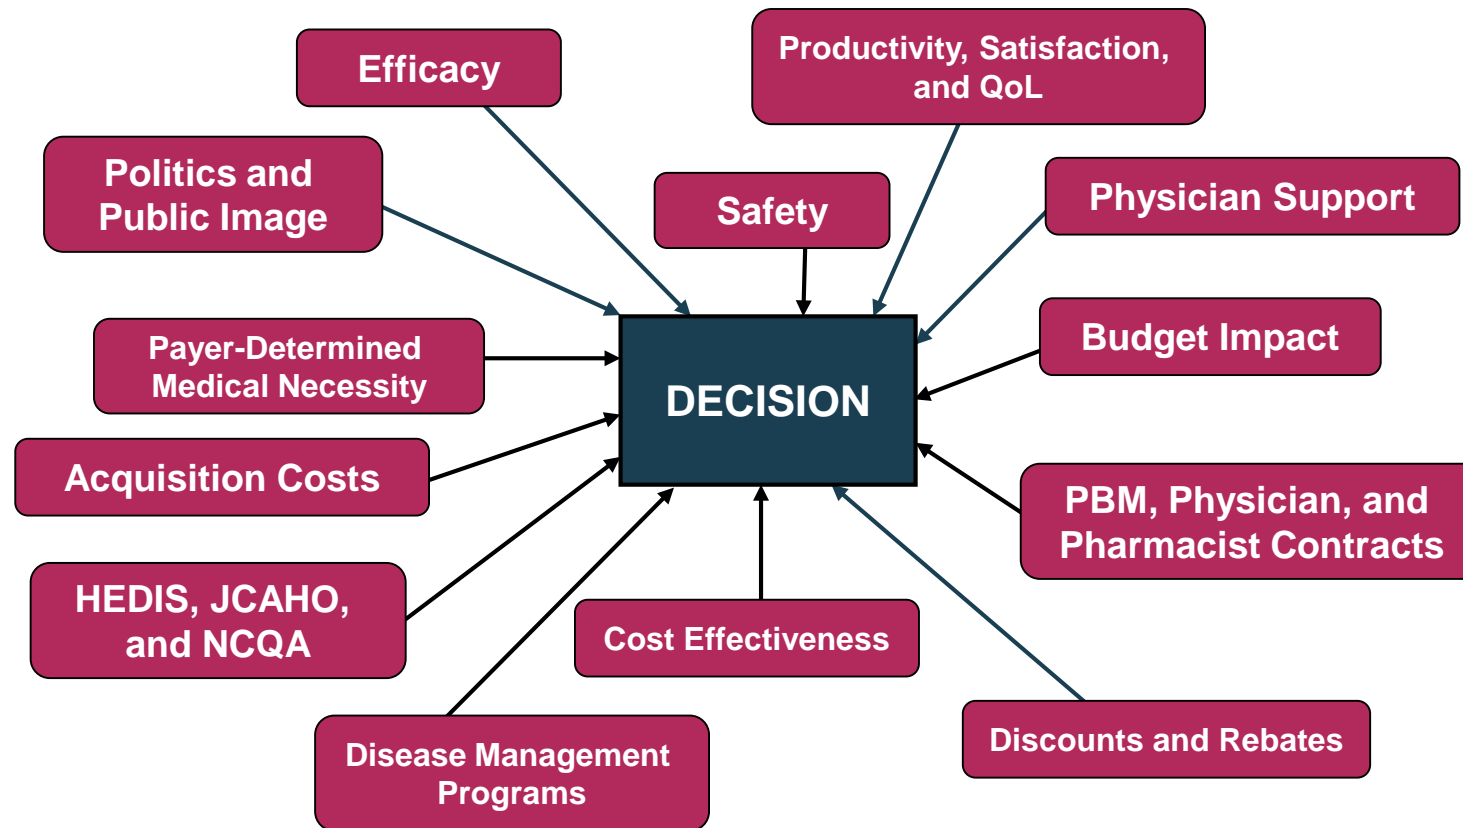 Efficacy
Productivity, Satisfaction,
and QoL
Politics and
Public Image
Safety
Physician Support
Payer-Determined
Medical Necessity
DECISION
Budget Impact
Acquisition Costs
PBM, Physician, and
Pharmacist Contracts
HEDIS, JCAHO,
and NCQA
Cost Effectiveness
Disease Management
Programs
Discounts and Rebates